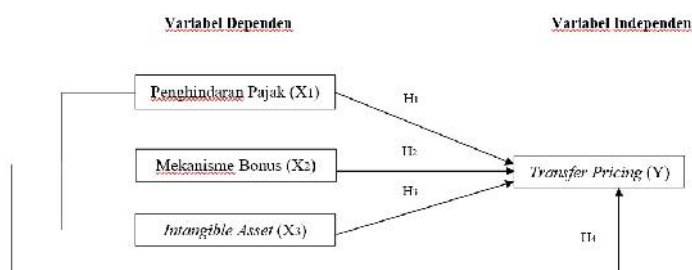 Variabel Dependen
Variabel Independen
Penghindaran Pajak (X1)
H1
Mekanisme Bonus (X2)
H2
Transfer Pricing (Y)
H3
Intangible Asset (X3)
H4